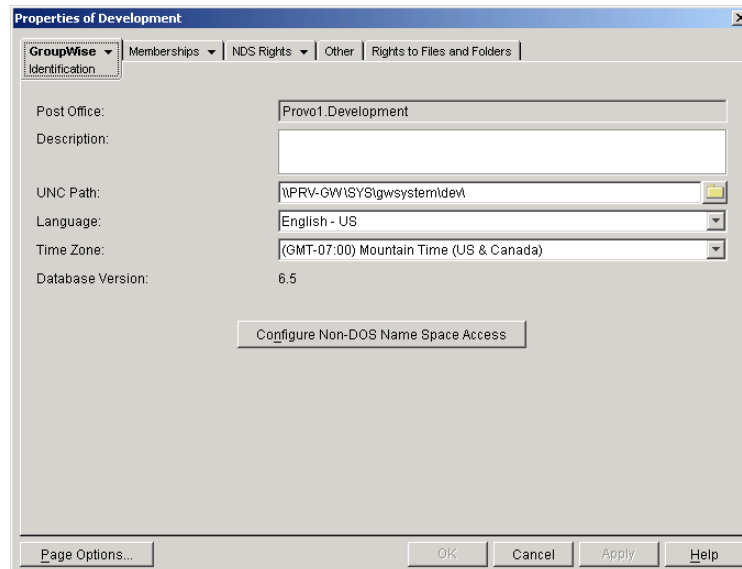 Properties of Development
GroupWise Memberships NDS Rights Other Rights to Files and Folders
Identification
Post Office: Provo1.Development
Description:
UNC Path: \\PRV-GW\SYS\gwsystem\dev\
Language: English - US
Time Zone: (GMT-07:00) Mountain Time (US & Canada)
Database Version: 6.5
Configure Non-DOS Name Space Access
Page Options... OK Cancel Apply Help